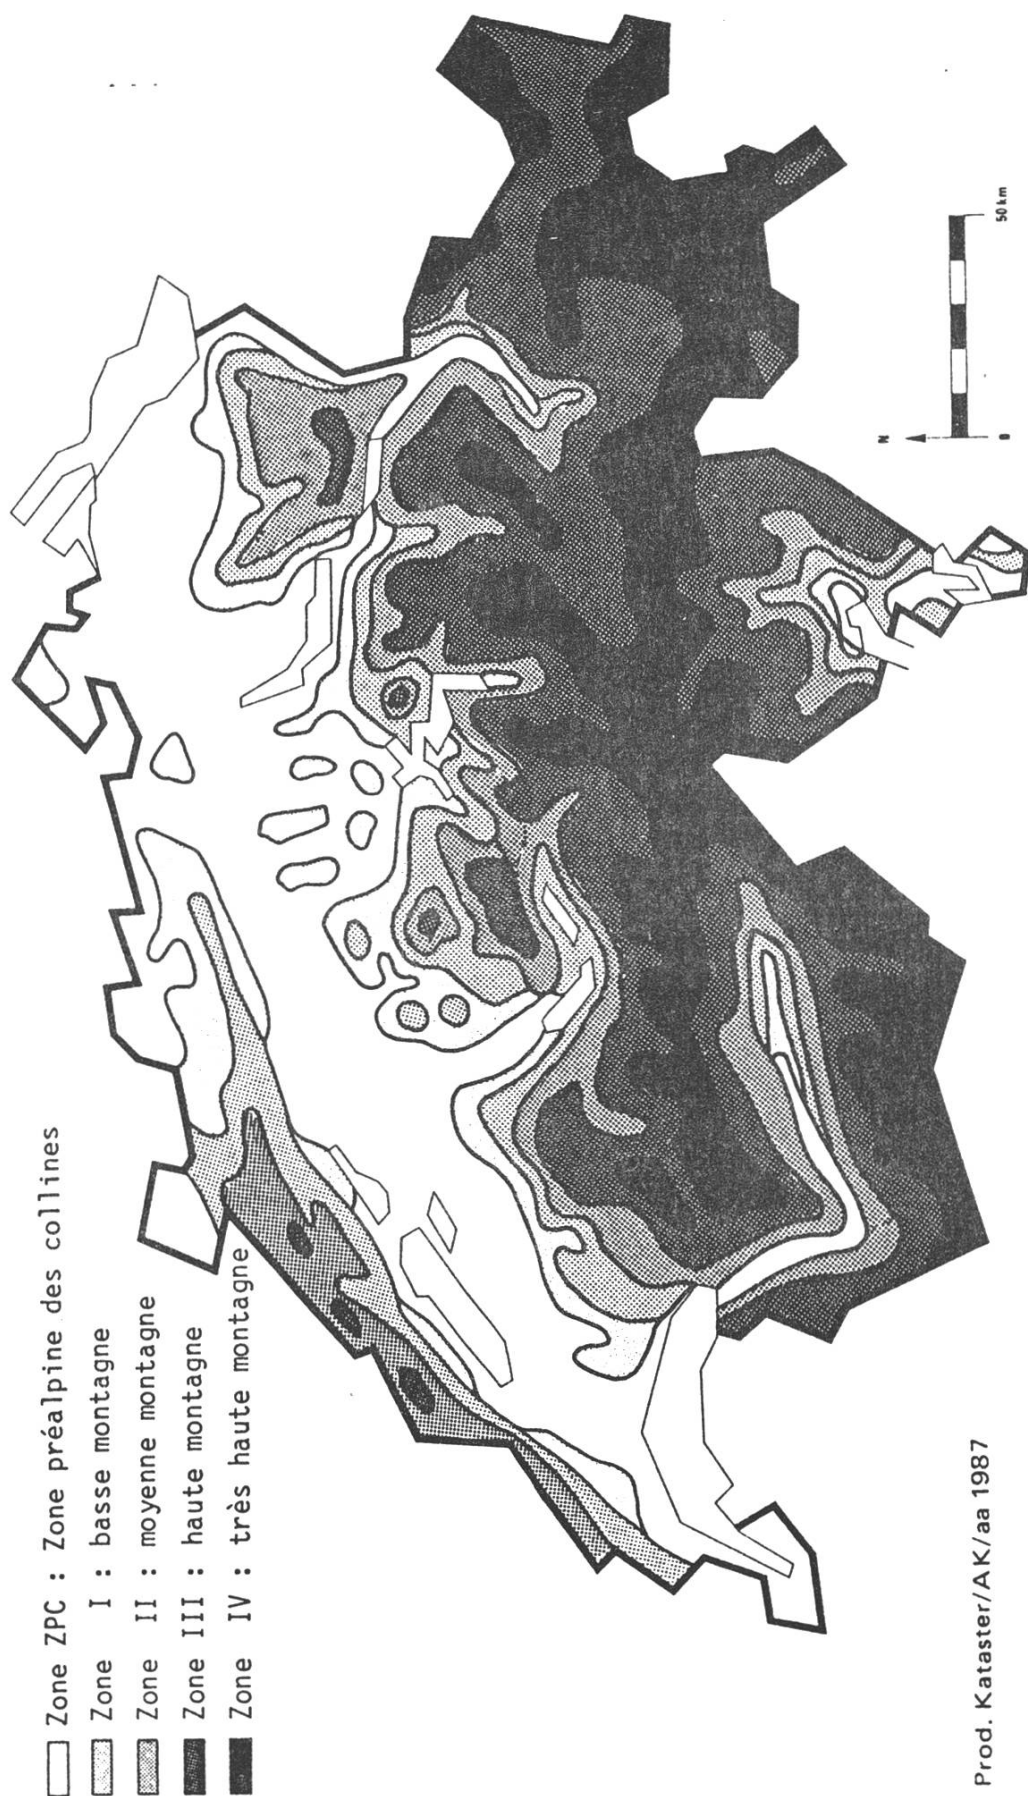 Zone ZPC : Zone préalpine des collines
Zone I : basse montagne
Zone II : moyenne montagne
Zone III : haute montagne
Zone IV : très haute montagne
N
0
50 km
Prod. Kataster/AK/aa 1987